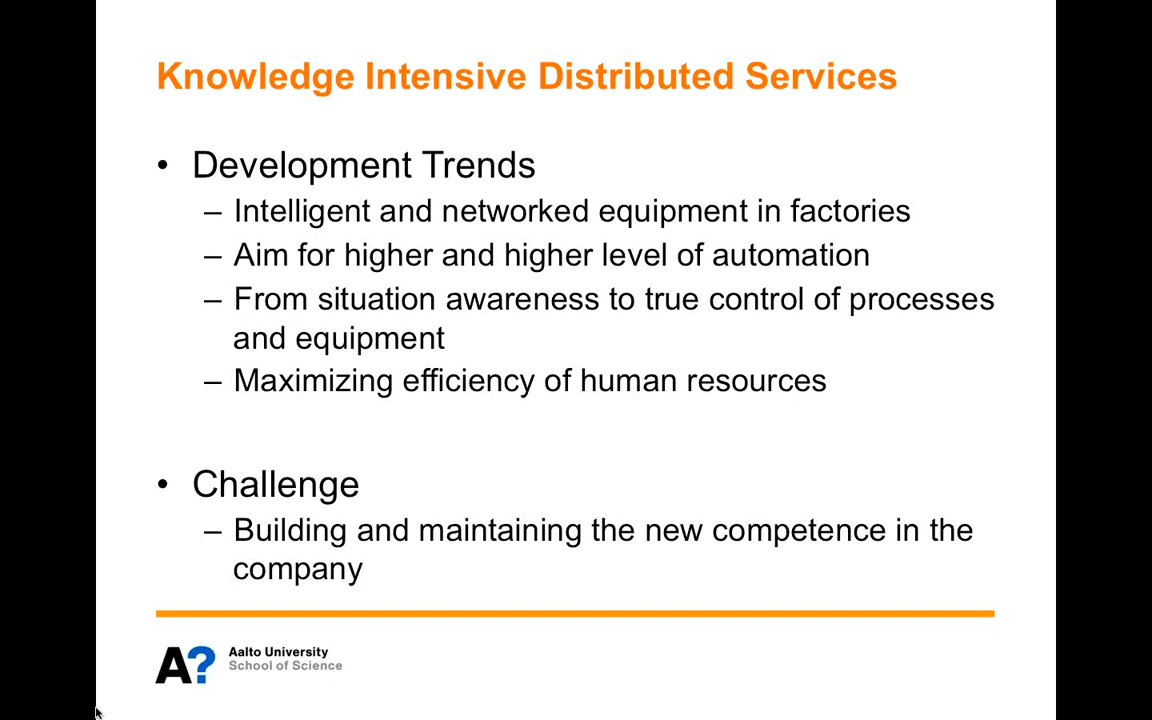 Knowledge Intensive Distributed Services
• Development Trends
– Intelligent and networked equipment in factories
– Aim for higher and higher level of automation
– From situation awareness to true control of processes
and equipment
– Maximizing efficiency of human resources
• Challenge
– Building and maintaining the new competence in the
company
A?
Aalto University
School of Science